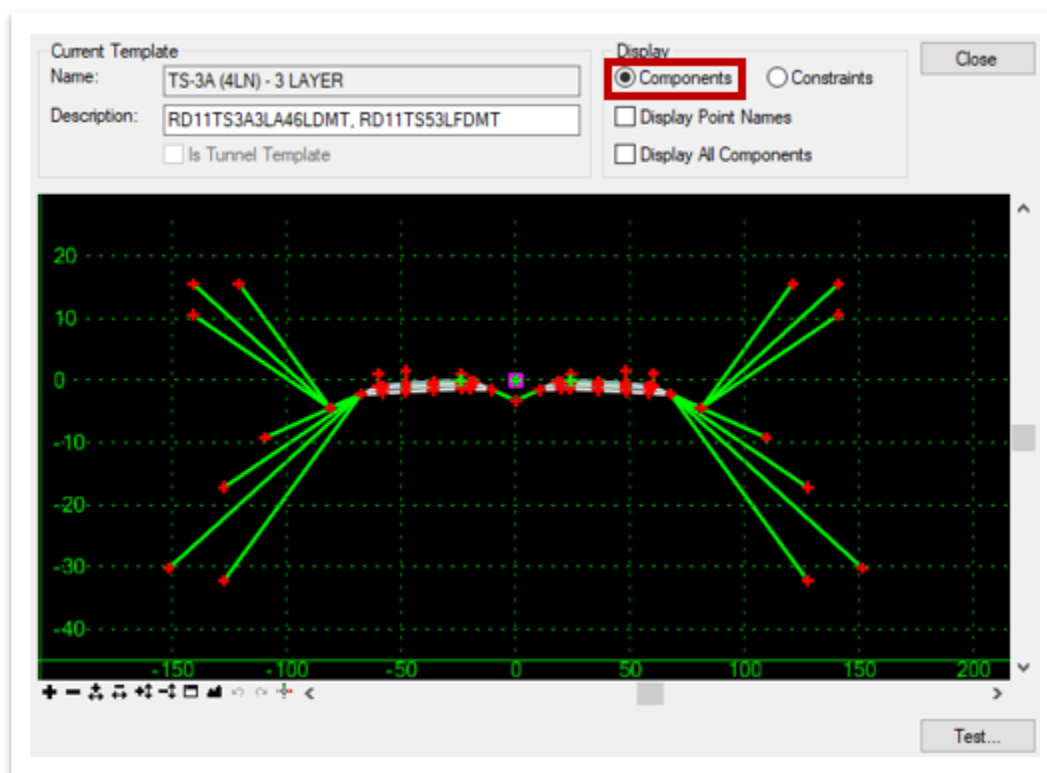 Current Template
Name:
TS-3A (4LN) - 3 LAYER
Description:
RD11TS3A3LA46LDMT, RD11TS53LFDMT
Is Tunnel Template
Display
Components
Constraints
Display Point Names
Display All Components
Close
20
10
0
-10
-20
-30
-40
-150 -100 -50 0 50 100 150 200
Test...